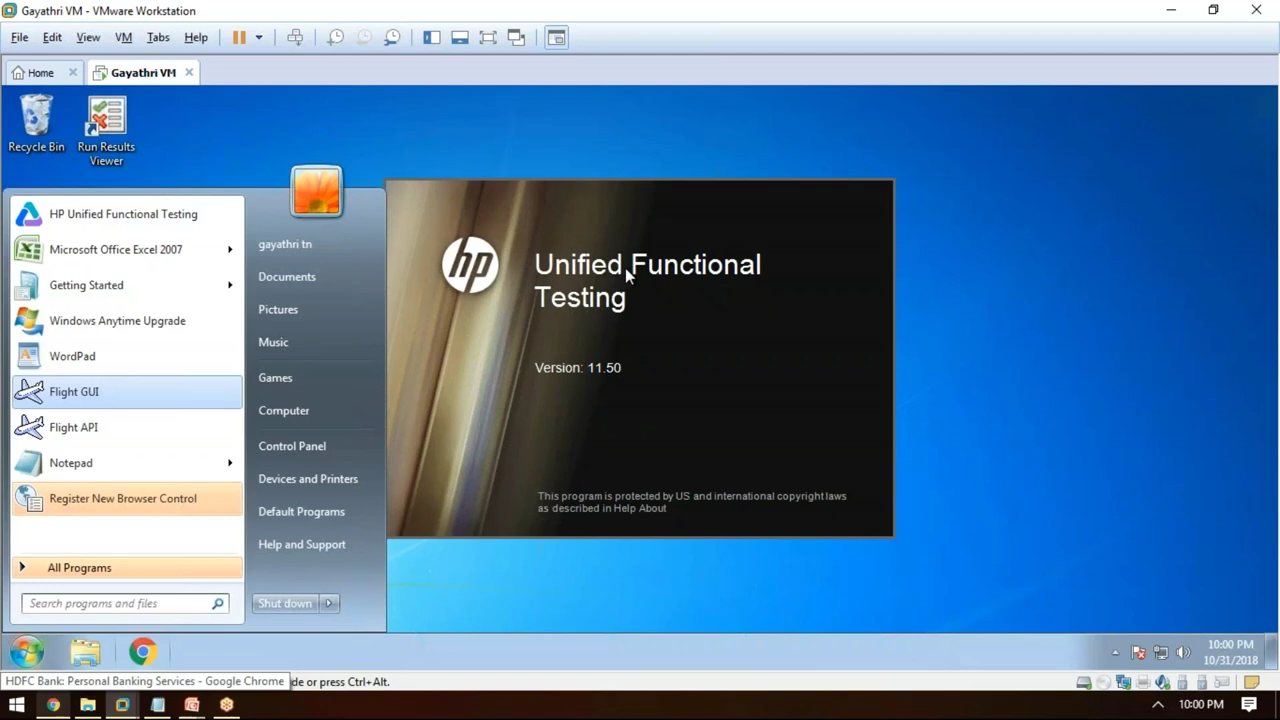 Gayathri VM - VMware Workstation
File Edit View VM Tabs Help
Home Gayathri VM
Recycle Bin
Run Results
Viewer
HP Unified Functional Testing
Microsoft Office Excel 2007
Getting Started
Windows Anytime Upgrade
WordPad
Flight GUI
Flight API
Notepad
Register New Browser Control
All Programs
Search programs and files
gayathri tn
Documents
Pictures
Music
Games
Computer
Control Panel
Devices and Printers
Default Programs
Help and Support
Shut down
hp
Unified Functional
Testing
Version: 11.50
This program is protected by US and international copyright laws
as described in Help About
10:00 PM
10/31/2018
HDFC Bank: Personal Banking Services - Google Chrome
or press Ctrl+Alt.
10:00 PM